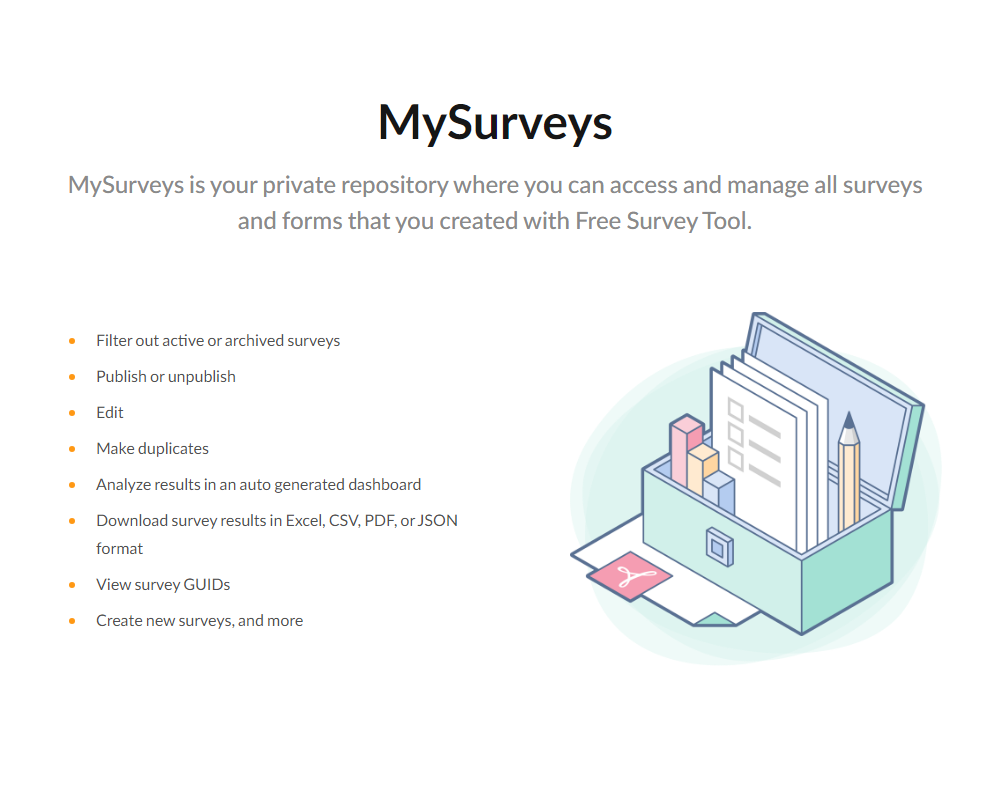 MySurveys
MySurveys is your private repository where you can access and manage all surveys
and forms that you created with Free Survey Tool.
Filter out active or archived surveys
Publish or unpublish
Edit
Make duplicates
Analyze results in an auto generated dashboard
Download survey results in Excel, CSV, PDF, or JSON
format
View survey GUIDs
Create new surveys, and more